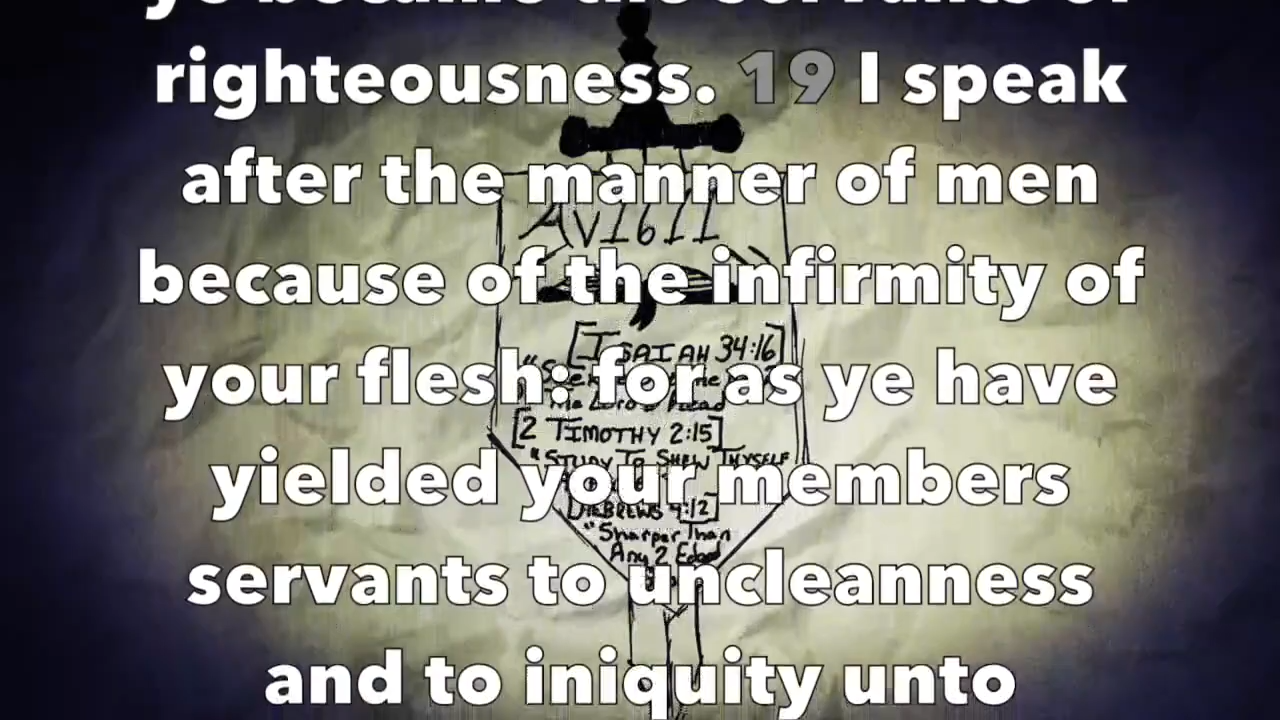 ye became the servants of
righteousness. 19 I speak
after the manner of men
AV1611
because of the infirmity of
[ISAIAH 34:16]
your flesh: for as ye have
[2 TIMOTHY 2:15]
"STUDY TO SHEW THYSELF
yielded your members
HEBREWS 4:12]
"Sharper Than
Any 2 Edged
servants to uncleanness
and to iniquity unto